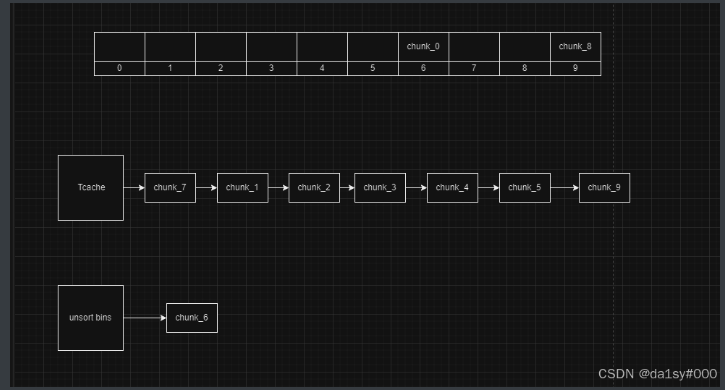 chunk_0 chunk_8
0 1 2 3 4 5 6 7 8 9
Tcache chunk_7 chunk_1 chunk_2 chunk_3 chunk_4 chunk_5 chunk_9
unsort bins chunk_6
CSDN @da1sy#000